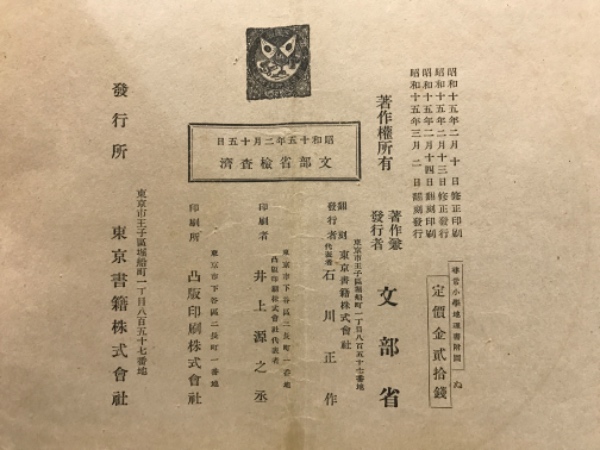 昭和十五年二月十日修正印刷
昭和十五年二月十三日修正發行
昭和十五年二月十四日飜刻印刷
昭和十五年三月二日飜刻發行
尋常小學地理書附圖
定價金貳拾錢
著作權所有
著作兼
發行者
文部省
東京市王子區堀船町一丁目八百五十七番地
飜刻
發行者
東京書籍株式會社
代表者
石川正作
昭和十五年二月十五日
文部省檢査濟
東京市下谷區二長町一番地
凸版印刷株式會社代表者
印刷者
井上源之丞
東京市下谷區二長町一番地
印刷所
凸版印刷株式會社
東京市王子區堀船町一丁目八百五十七番地
發行所
東京書籍株式會社